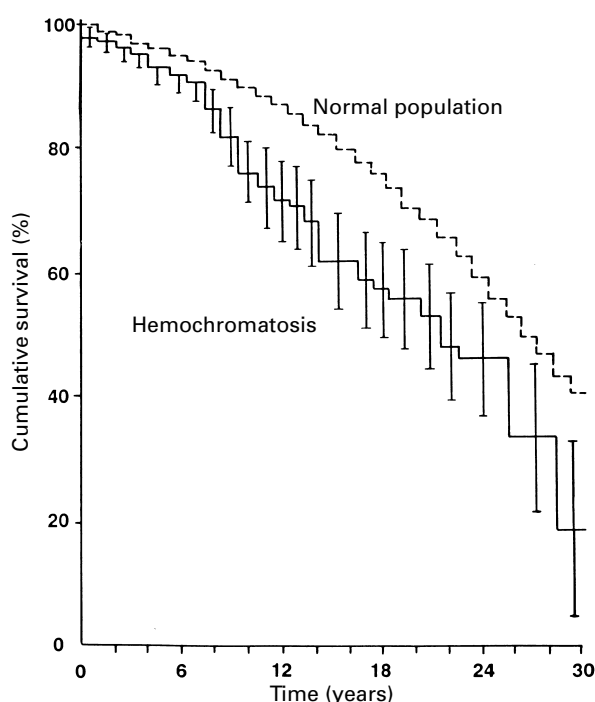 100
80
60
40
20
0
Cumulative survival (%)
Normal population
Hemochromatosis
0 6 12 18 24 30
Time (years)